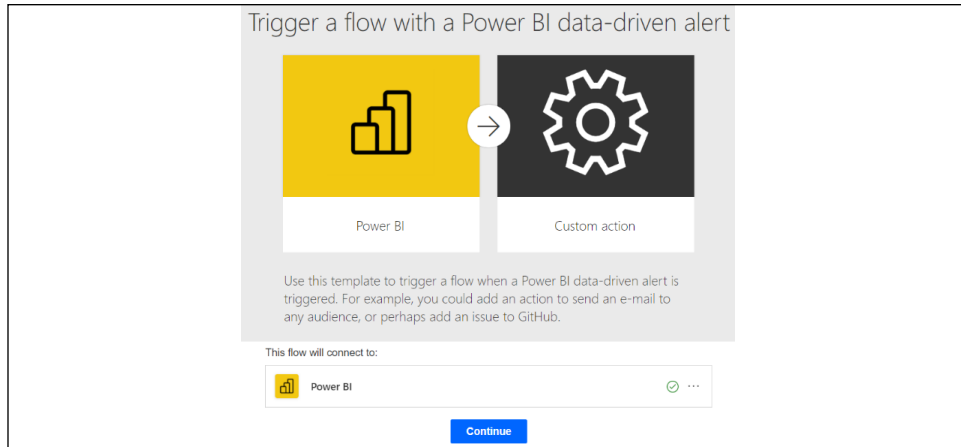 Trigger a flow with a Power BI data-driven alert
Power BI
Custom action
Use this template to trigger a flow when a Power BI data-driven alert is
triggered. For example, you could add an action to send an e-mail to
any audience, or perhaps add an issue to GitHub.
This flow will connect to:
Power BI
Continue